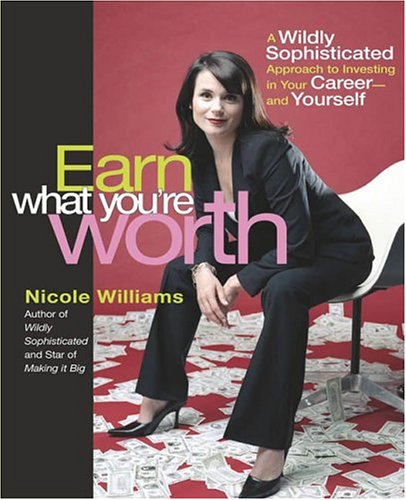 A Wildly
Sophisticated
Approach to Investing
in Your Career—
and Yourself
Earn
what you're
worth
Nicole Williams
Author of
Wildly
Sophisticated
and Star of
Making it Big